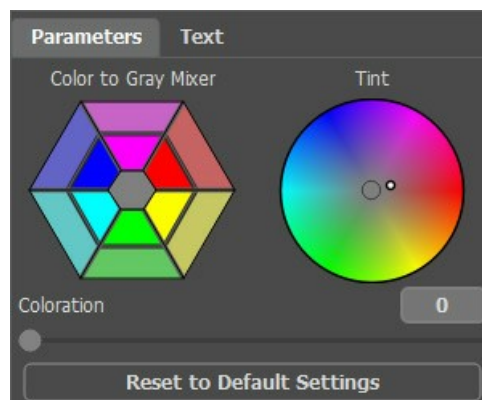 Parameters Text
Color to Gray Mixer Tint
Coloration 0
Reset to Default Settings